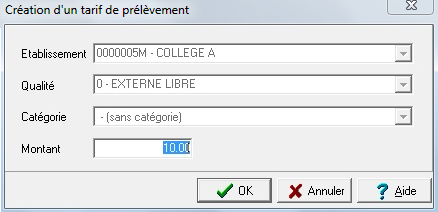 Création d'un tarif de prélèvement
Etablissement 0000005M - COLLEGE A
Qualité 0 - EXTERNE LIBRE
Catégorie - (sans catégorie)
Montant 10.00
OK Annuler ? Aide